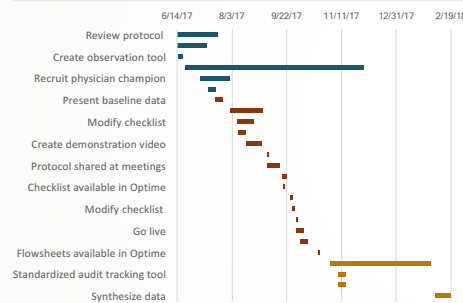 6/14/17 8/3/17 9/22/17 11/11/17 12/31/17 2/19/18
Review protocol
Create observation tool
Recruit physician champion
Present baseline data
Modify checklist
Create demonstration video
Protocol shared at meetings
Checklist available in Optime
Modify checklist
Go live
Flowsheets available in Optime
Standardized audit tracking tool
Synthesize data